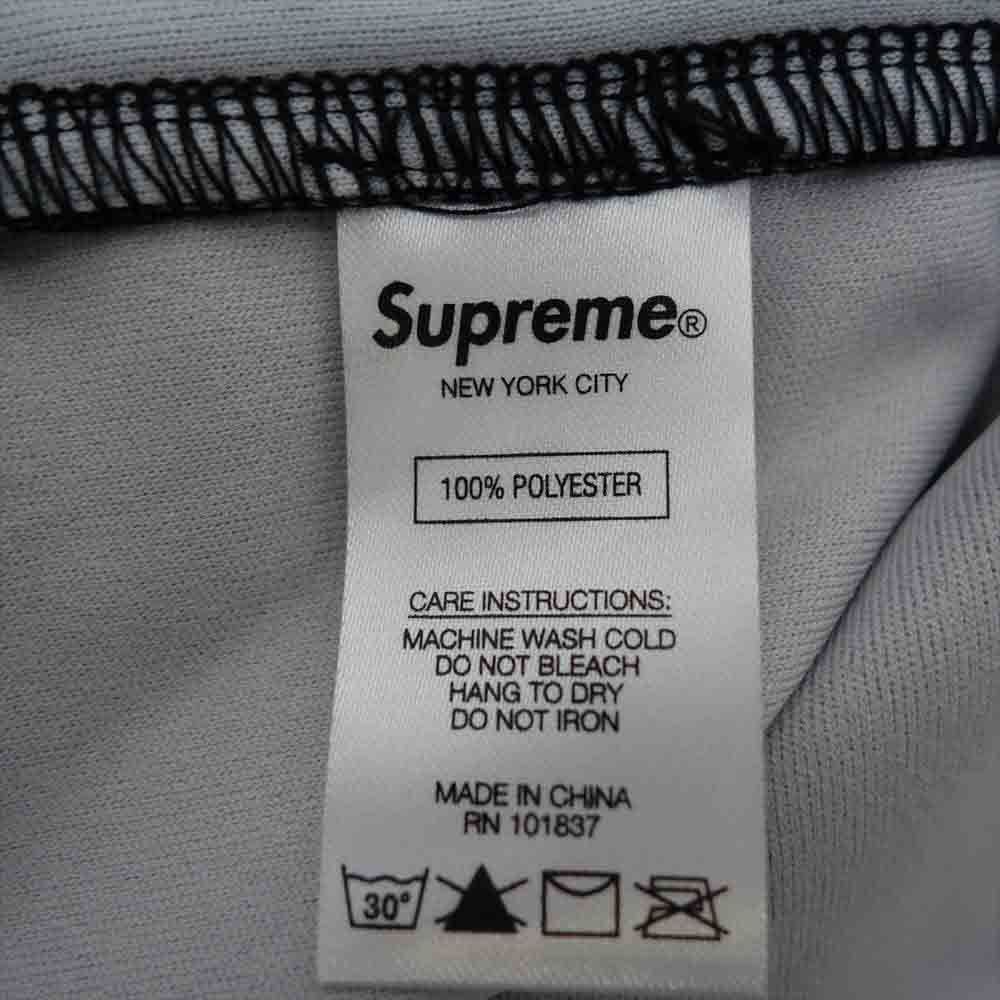 Supreme®
NEW YORK CITY
100% POLYESTER
CARE INSTRUCTIONS:
MACHINE WASH COLD
DO NOT BLEACH
HANG TO DRY
DO NOT IRON
MADE IN CHINA
RN 101837
30°